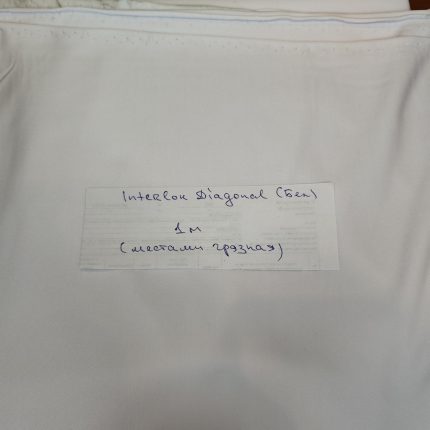 Interlok Diagonal (Бел)
1 м
(местами грязная)